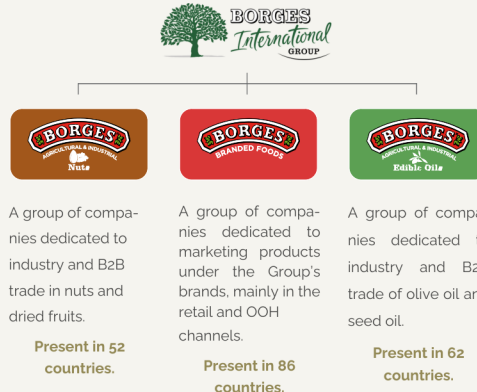 BORGES
International
GROUP
BORGES
AGRICULTURAL & INDUSTRIAL
Nuts
A group of compa-
nies dedicated to
industry and B2B
trade in nuts and
dried fruits.
Present in 52
countries.
BORGES
BRANDED FOODS
A group of compa-
nies dedicated to
marketing products
under the Group's
brands, mainly in the
retail and OOH
channels.
Present in 86
countries.
BORGES
AGRICULTURAL & INDUSTRIAL
Edible Oils
A group of compa
nies dedicated
industry and B2
trade of olive oil an
seed oil.
Present in 62
countries.